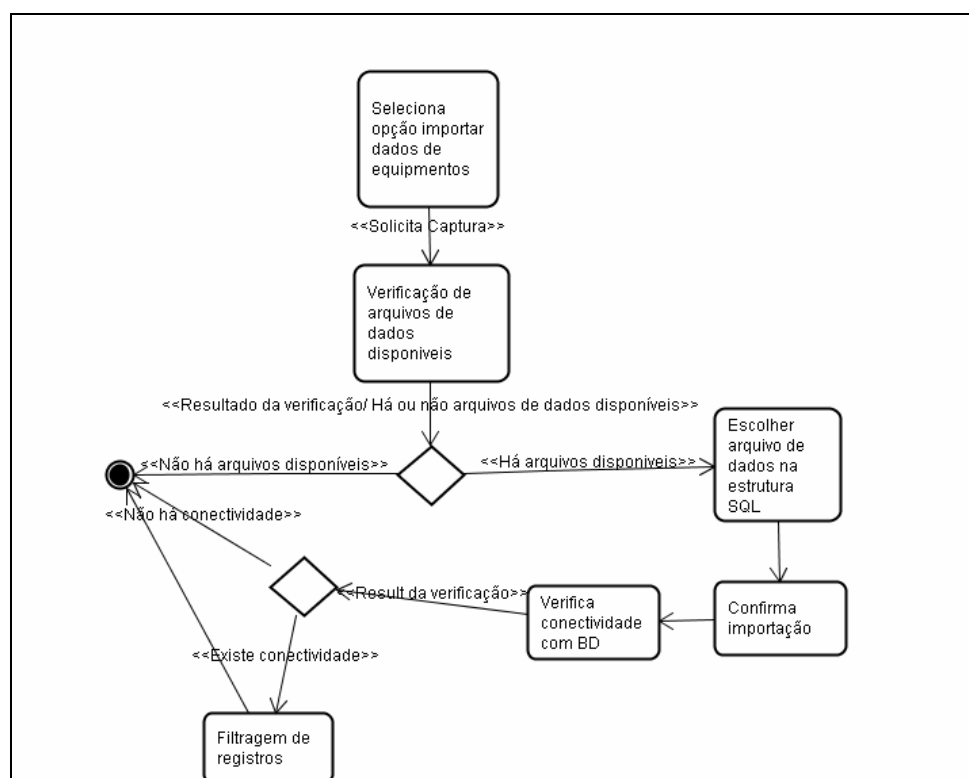 Seleciona
opção importar
dados de
equipmentos
<<Solicita Captura>>
Verificação de
arquivos de
dados
disponiveis
<<Resultado da verificação/ Há ou não arquivos de dados disponíveis>>
<<Não há arquivos disponíveis>>
<<Há arquivos disponiveis>>
Escolher
arquivo de
dados na
estrutura
SQL
<<Não há conectividade>>
<<Result da verificação>>
Verifica
conectividade
com BD
Confirma
importação
<<Existe conectividade>>
Filtragem de
registros